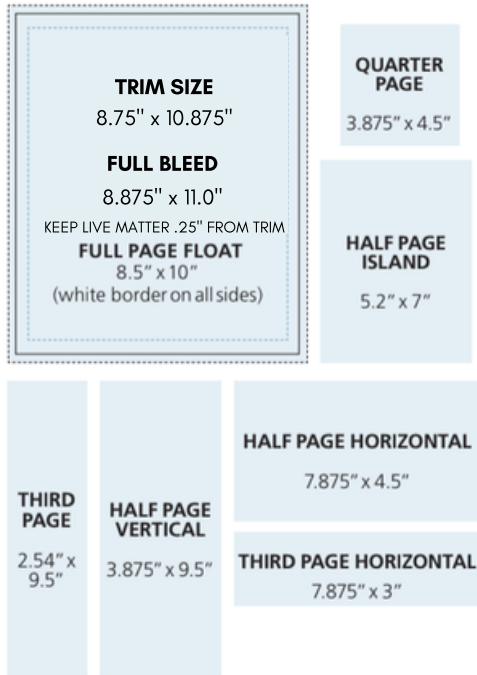 TRIM SIZE
8.75" x 10.875"
FULL BLEED
8.875" x 11.0"
KEEP LIVE MATTER .25" FROM TRIM
FULL PAGE FLOAT
8.5” x 10”
(white border on all sides)
QUARTER
PAGE
3.875” x 4.5”
HALF PAGE
ISLAND
5.2” x 7”
THIRD
PAGE
2.54” x
9.5”
HALF PAGE
VERTICAL
3.875” x 9.5”
HALF PAGE HORIZONTAL
7.875” x 4.5”
THIRD PAGE HORIZONTAL
7.875” x 3”